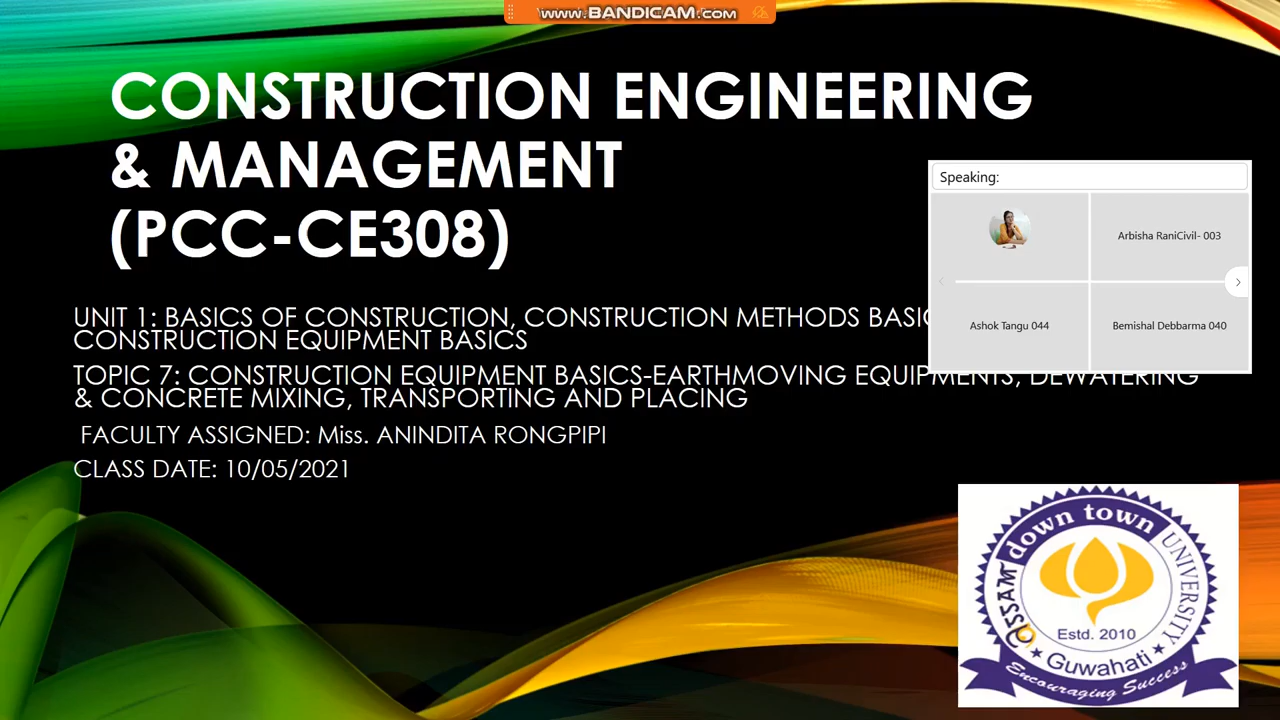 www.BANDICAM.com
CONSTRUCTION ENGINEERING
& MANAGEMENT
(PCC-CE308)
Speaking:
Arbisha RaniCivil- 003
Ashok Tangu 044
Bemishal Debbarma 040
UNIT 1: BASICS OF CONSTRUCTION, CONSTRUCTION METHODS
CONSTRUCTION EQUIPMENT BASICS
TOPIC 7: CONSTRUCTION EQUIPMENT BASICS-EARTHMOVING EQUIPMENTS, DEWATERING
& CONCRETE MIXING, TRANSPORTING AND PLACING
FACULTY ASSIGNED: Miss. ANINDITA RONGPIPI
CLASS DATE: 10/05/2021
assam down town UNIVERSITY
Estd. 2010
Guwahati
Encouraging Success